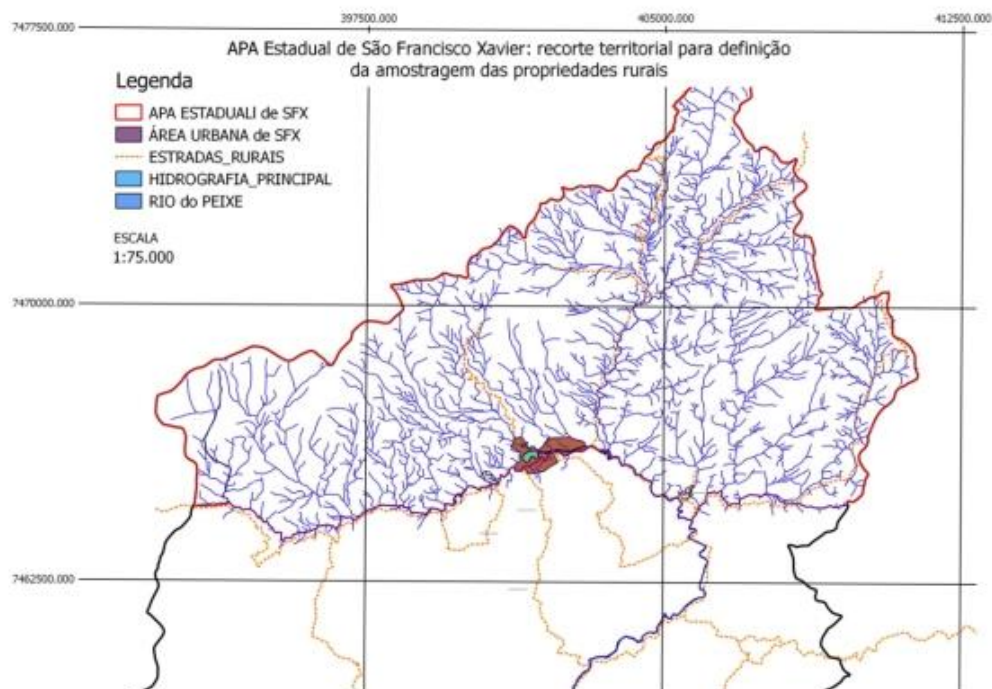 397500.000
405000.000
412500.000
7477500.000
APA Estadual de São Francisco Xavier: recorte territorial para definição
da amostragem das propriedades rurais
Legenda
APA ESTADUALl de SFX
ÁREA URBANA de SFX
ESTRADAS_RURAIS
HIDROGRAFIA_PRINCIPAL
RIO do PEIXE
ESCALA
1:75.000
7470000.000
7462500.000